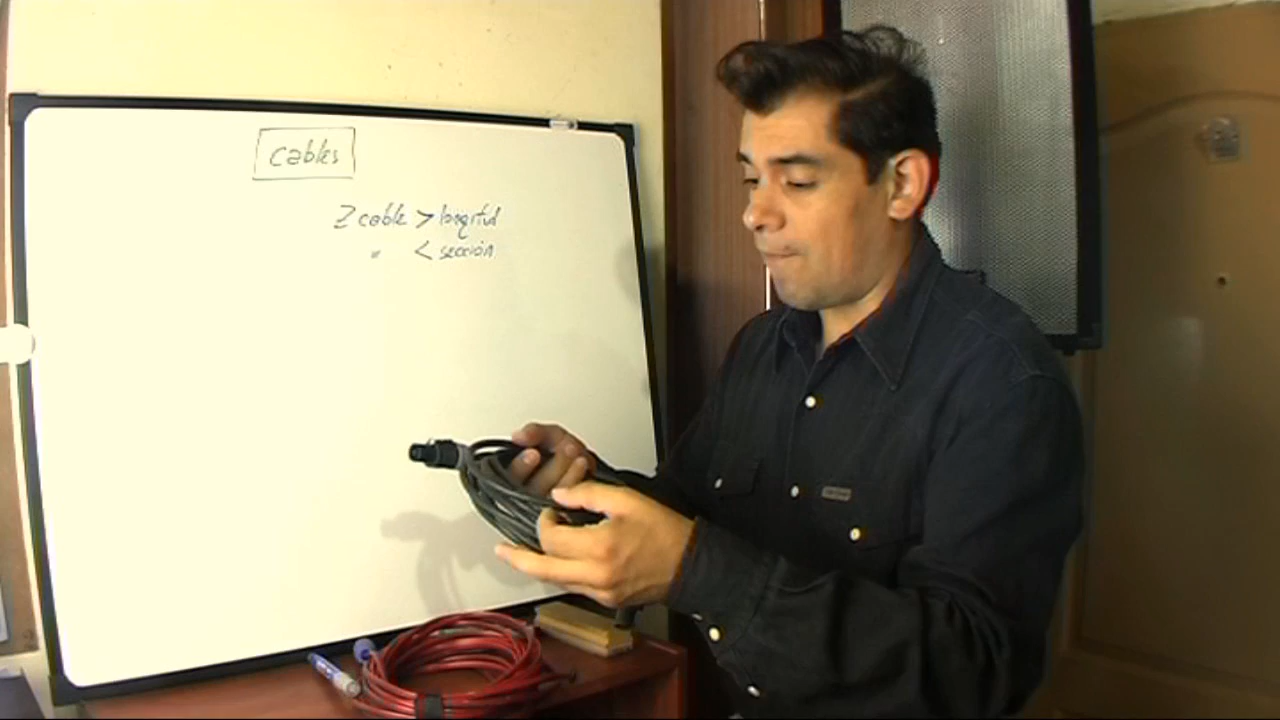 cables
Z cable > longitud
" < sección